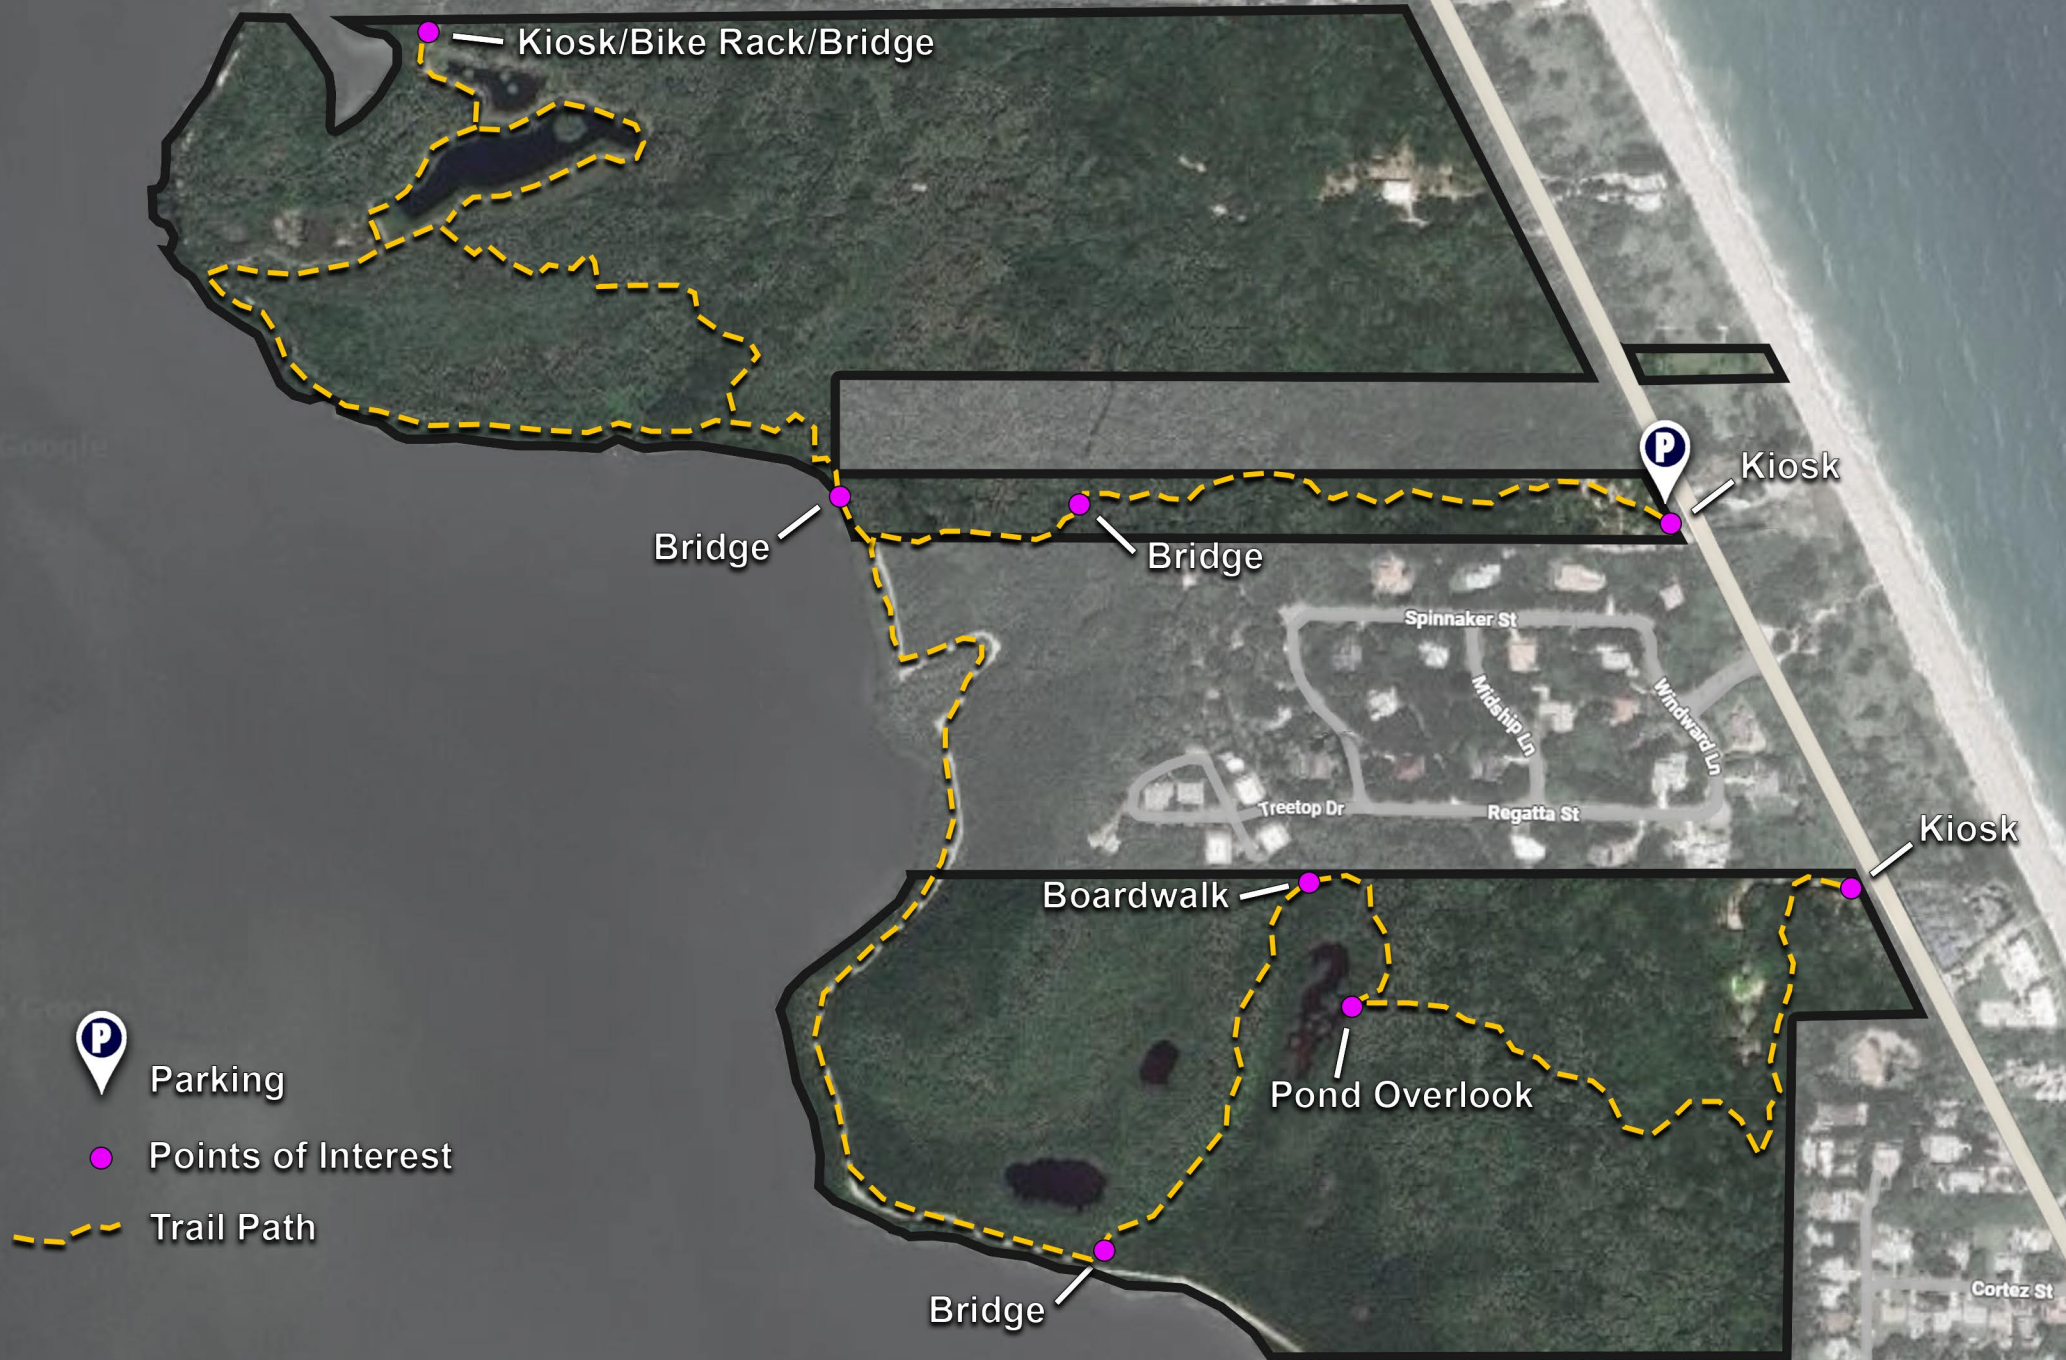 Kiosk/Bike Rack/Bridge
Google
P
Kiosk
Bridge
Bridge
Spinnaker St
Midship Ln
Windward Ln
Treetop Dr
Regatta St
Kiosk
Boardwalk
Pond Overlook
P
Parking
Points of Interest
Trail Path
Bridge
Cortez St